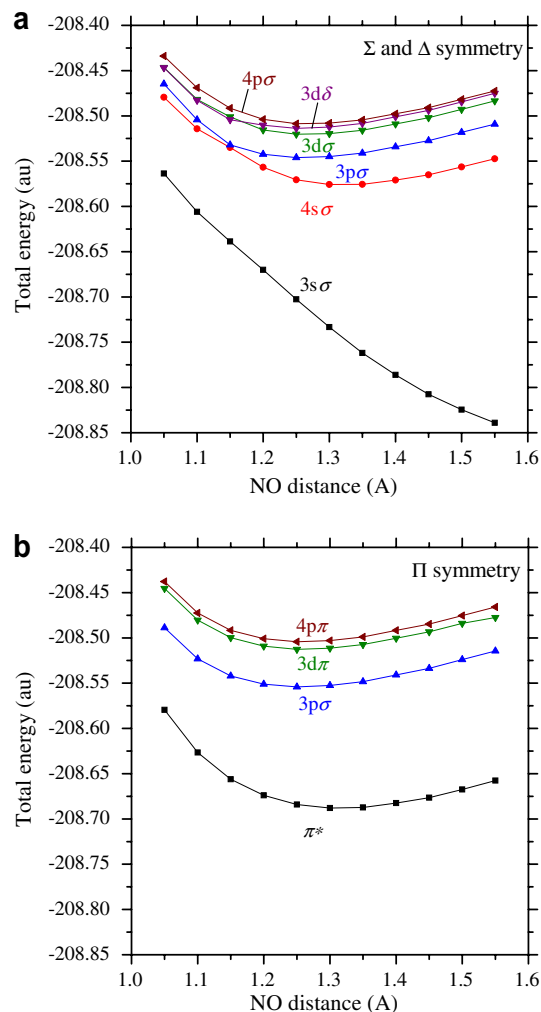 a
-208.40
-208.45
-208.50
-208.55
-208.60
-208.65
-208.70
-208.75
-208.80
-208.85
Total energy (au)
Σ and Δ symmetry
4pσ
3dδ
3dσ
3pσ
4sσ
3sσ
1.0 1.1 1.2 1.3 1.4 1.5 1.6
NO distance (A)
b
-208.40
-208.45
-208.50
-208.55
-208.60
-208.65
-208.70
-208.75
-208.80
-208.85
Total energy (au)
Π symmetry
4pπ
3dπ
3pσ
π*
1.0 1.1 1.2 1.3 1.4 1.5 1.6
NO distance (A)